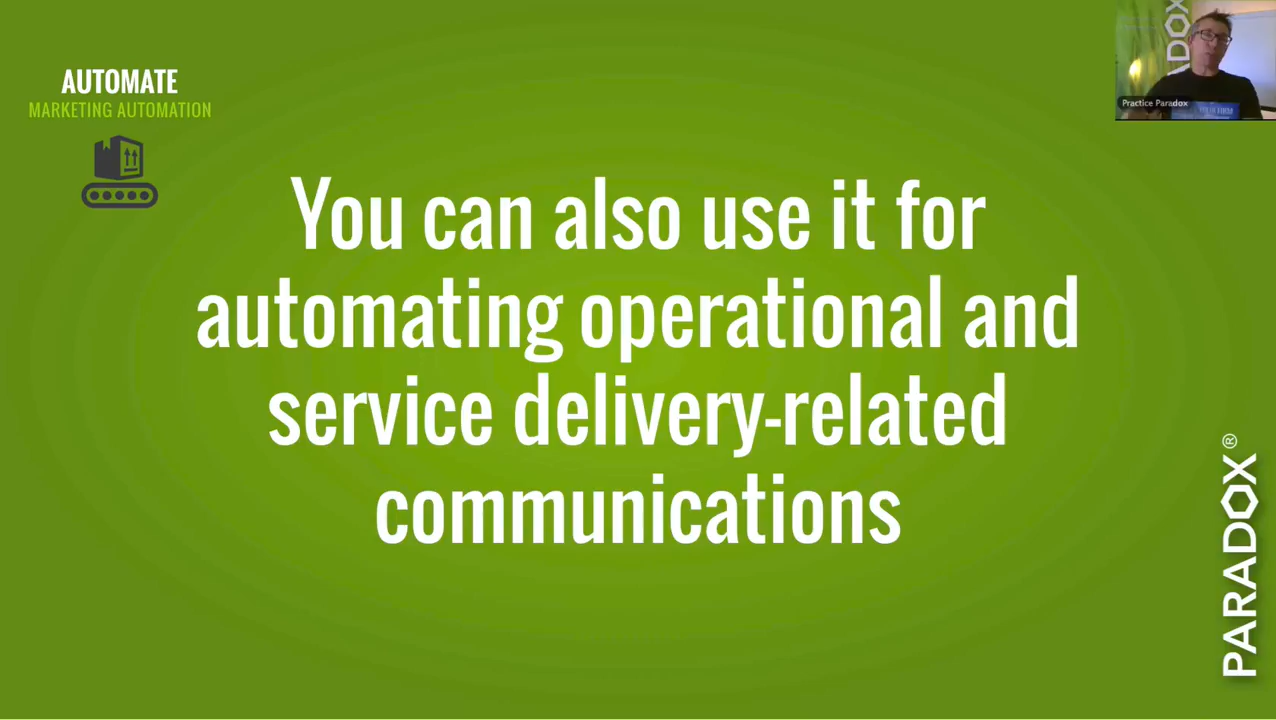 AUTOMATE
MARKETING AUTOMATION
You can also use it for
automating operational and
service delivery-related
communications
Practice Paradox
PARADOX®